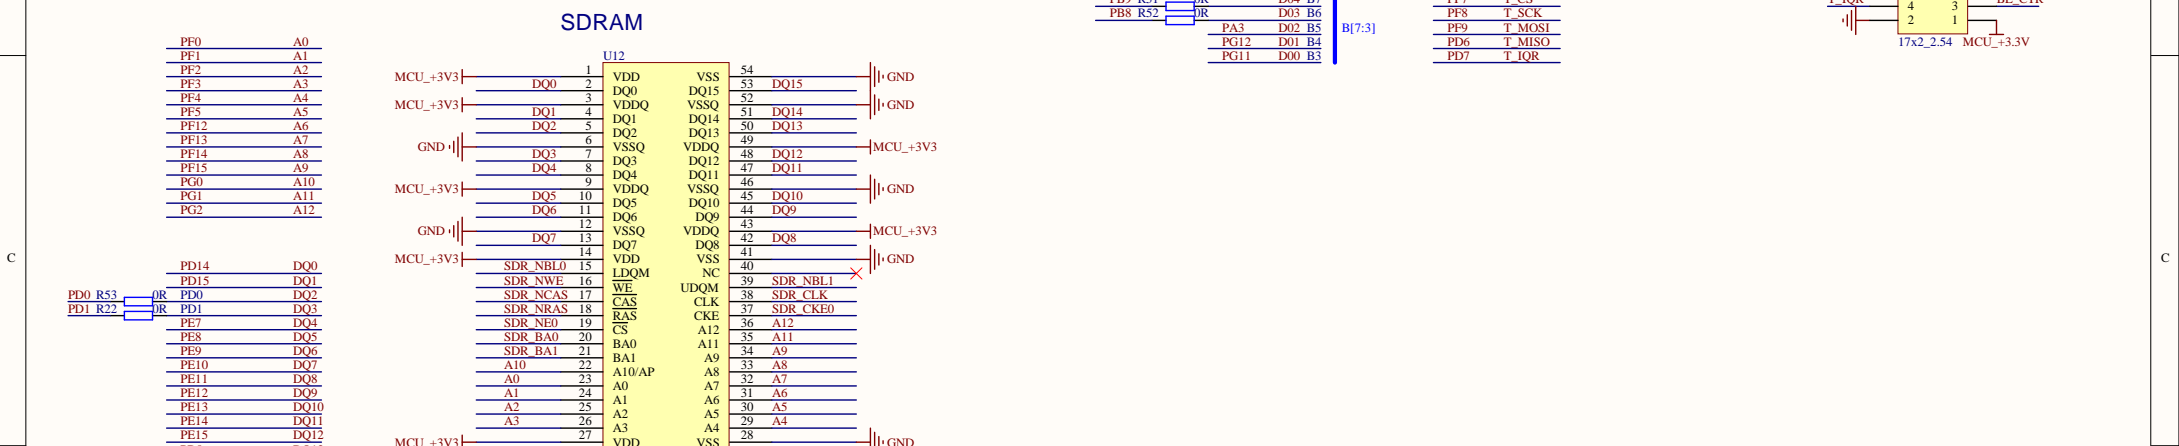 SDRAM
PF0 A0
PF1 A1
PF2 A2
PF3 A3
PF4 A4
PF5 A5
PF12 A6
PF13 A7
PF14 A8
PF15 A9
PG0 A10
PG1 A11
PG2 A12
PD14 DQ0
PD15 DQ1
PD0 R53 0R PD0 DQ2
PD1 R22 0R PD1 DQ3
PE7 DQ4
PE8 DQ5
PE9 DQ6
PE10 DQ7
PE11 DQ8
PE12 DQ9
PE13 DQ10
PE14 DQ11
PE15 DQ12
C
U12
MCU_+3V3 1 VDD VSS 54 GND
DQ0 2 DQ0 DQ15 53 DQ15
MCU_+3V3 3 VDDQ VSSQ 52 GND
DQ1 4 DQ1 DQ14 51 DQ14
DQ2 5 DQ2 DQ13 50 DQ13
GND 6 VSSQ VDDQ 49 MCU_+3V3
DQ3 7 DQ3 DQ12 48 DQ12
DQ4 8 DQ4 DQ11 47 DQ11
MCU_+3V3 9 VDDQ VSSQ 46 GND
DQ5 10 DQ5 DQ10 45 DQ10
DQ6 11 DQ6 DQ9 44 DQ9
GND 12 VSSQ VDDQ 43 MCU_+3V3
DQ7 13 DQ7 DQ8 42 DQ8
MCU_+3V3 14 VDD VSS 41 GND
SDR_NBL0 15 LDQM NC 40
SDR_NWE 16 WE UDQM 39 SDR_NBL1
SDR_NCAS 17 CAS CLK 38 SDR_CLK
SDR_NRAS 18 RAS CKE 37 SDR_CKE0
SDR_NE0 19 CS A12 36 A12
SDR_BA0 20 BA0 A11 35 A11
SDR_BA1 21 BA1 A9 34 A9
A10 22 A10/AP A8 33 A8
A0 23 A0 A7 32 A7
A1 24 A1 A6 31 A6
A2 25 A2 A5 30 A5
A3 26 A3 A4 29 A4
MCU_+3V3 27 VDD VSS 28 GND
PB8 R52 0R D03 B6
PA3 D02 B5
PG12 D01 B4
PG11 D00 B3
B[7:3]
PF8 T_SCK
PF9 T_MOSI
PD6 T_MISO
PD7 T_IQR
4 3
2 1
17x2_2.54 MCU_+3.3V
C